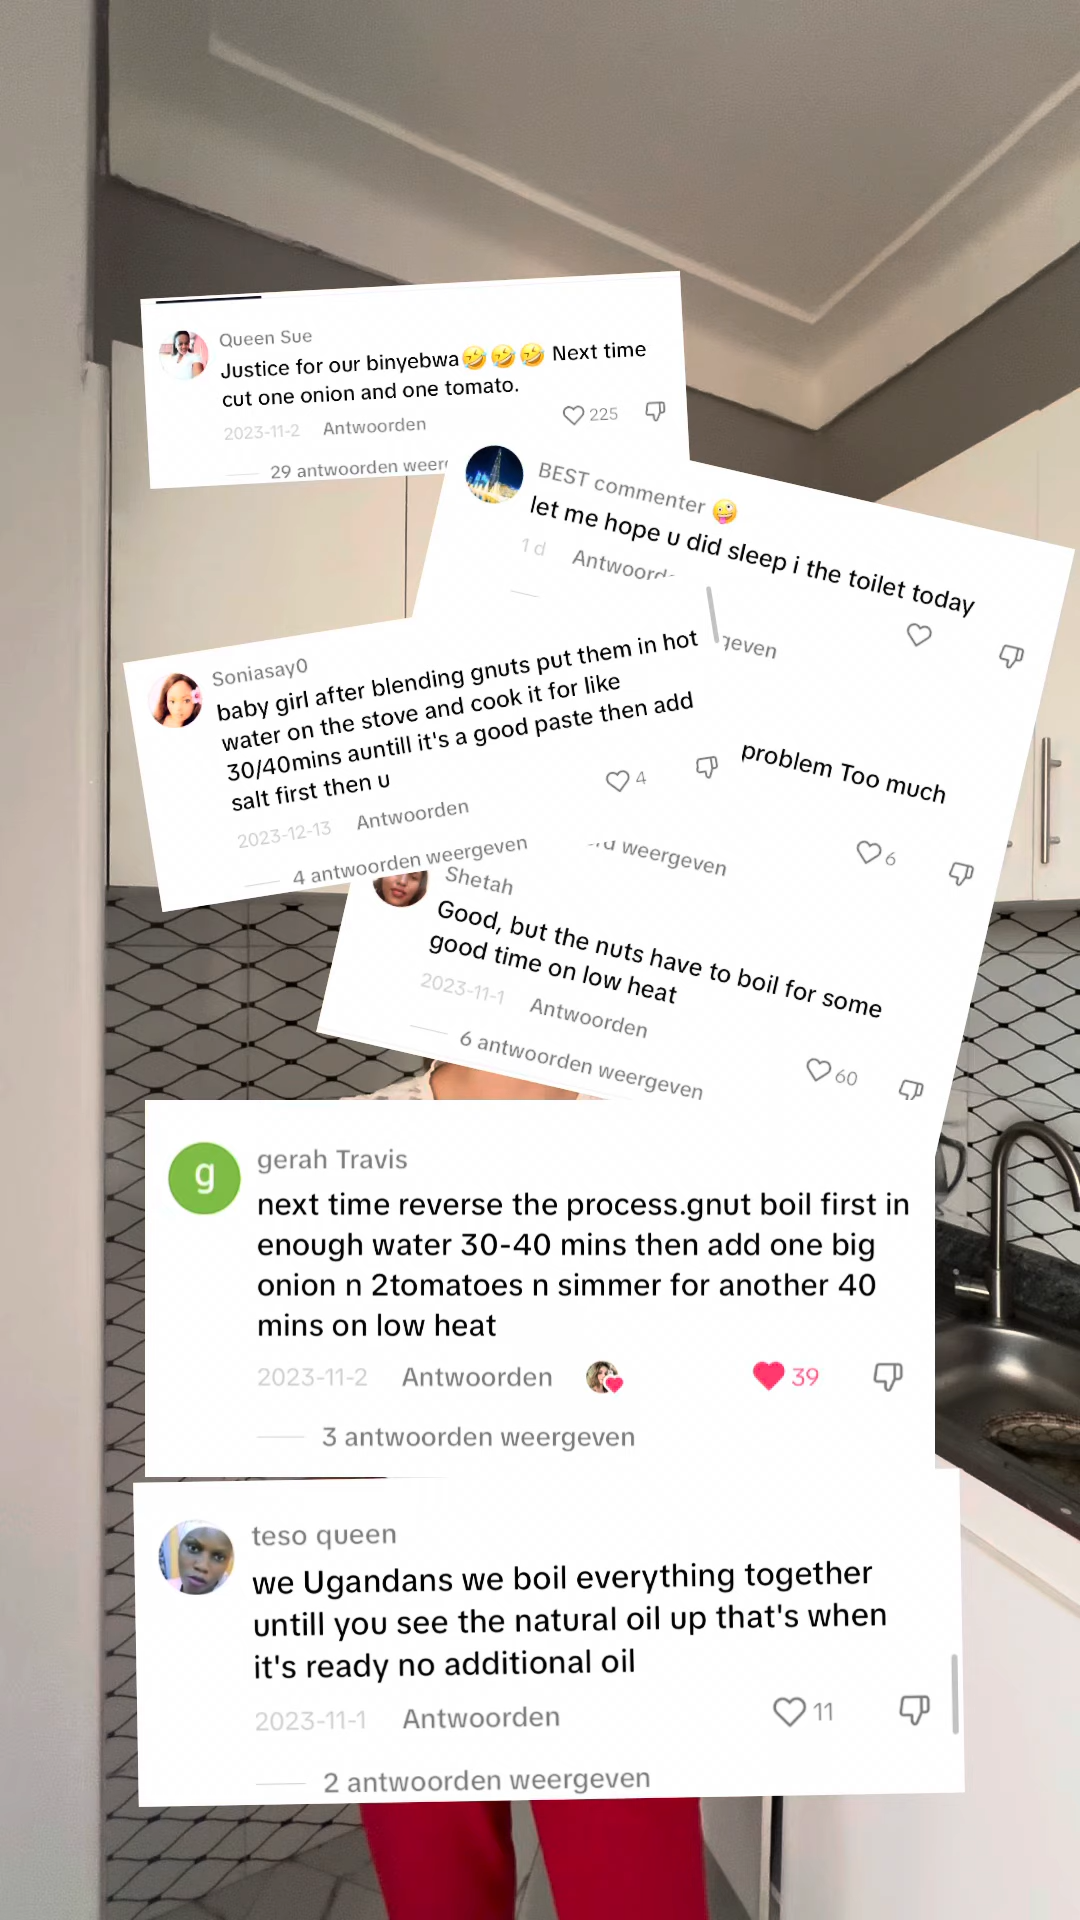 Queen Sue
Justice for our binyebwa🤣🤣🤣 Next time
cut one onion and one tomato.
2023-11-2 Antwoorden 225
29 antwoorden
BEST commenter 🤪
let me hope u did sleep i the toilet today
1 d
geven
Soniasay0
baby girl after blending gnuts put them in hot
water on the stove and cook it for like
30/40mins auntill it's a good paste then add
salt first then u
2023-12-13 Antwoorden 4
4 antwoorden weergeven
problem Too much
6
weergeven
Shetah
Good, but the nuts have to boil for some
good time on low heat
2023-11-1 Antwoorden
60
6 antwoorden weergeven
g
gerah Travis
next time reverse the process.gnut boil first in
enough water 30-40 mins then add one big
onion n 2tomatoes n simmer for another 40
mins on low heat
2023-11-2 Antwoorden 39
3 antwoorden weergeven
teso queen
we Ugandans we boil everything together
untill you see the natural oil up that's when
it's ready no additional oil
2023-11-1 Antwoorden 11
2 antwoorden weergeven